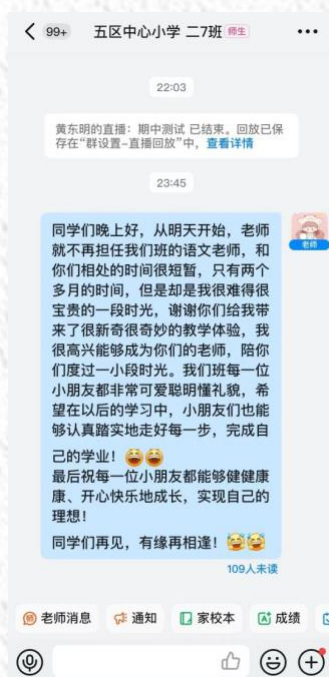 99+ 五区中心小学 二7班 师生
22:03
黄东明的直播：期中测试 已结束。回放已保
存在“群设置-直播回放”中，查看详情
23:45
老师
同学们晚上好，从明天开始，老师
就不再担任我们班的语文老师，和
你们相处的时间很短暂，只有两个
多月的时间，但是却是我很难得很
宝贵的一段时光，谢谢你们给我带
来了很新奇很奇妙的教学体验，我
很高兴能够成为你们的老师，陪你
们度过一小段时光。我们班每一位
小朋友都非常可爱聪明懂礼貌，希
望在以后的学习中，小朋友们也能
够认真踏实地走好每一步，完成自
己的学业！
最后祝每一位小朋友都能够健健康
康、开心快乐地成长，实现自己的
理想！
同学们再见，有缘再相逢！
109人未读
师 老师消息 通知 家校本 A 成绩